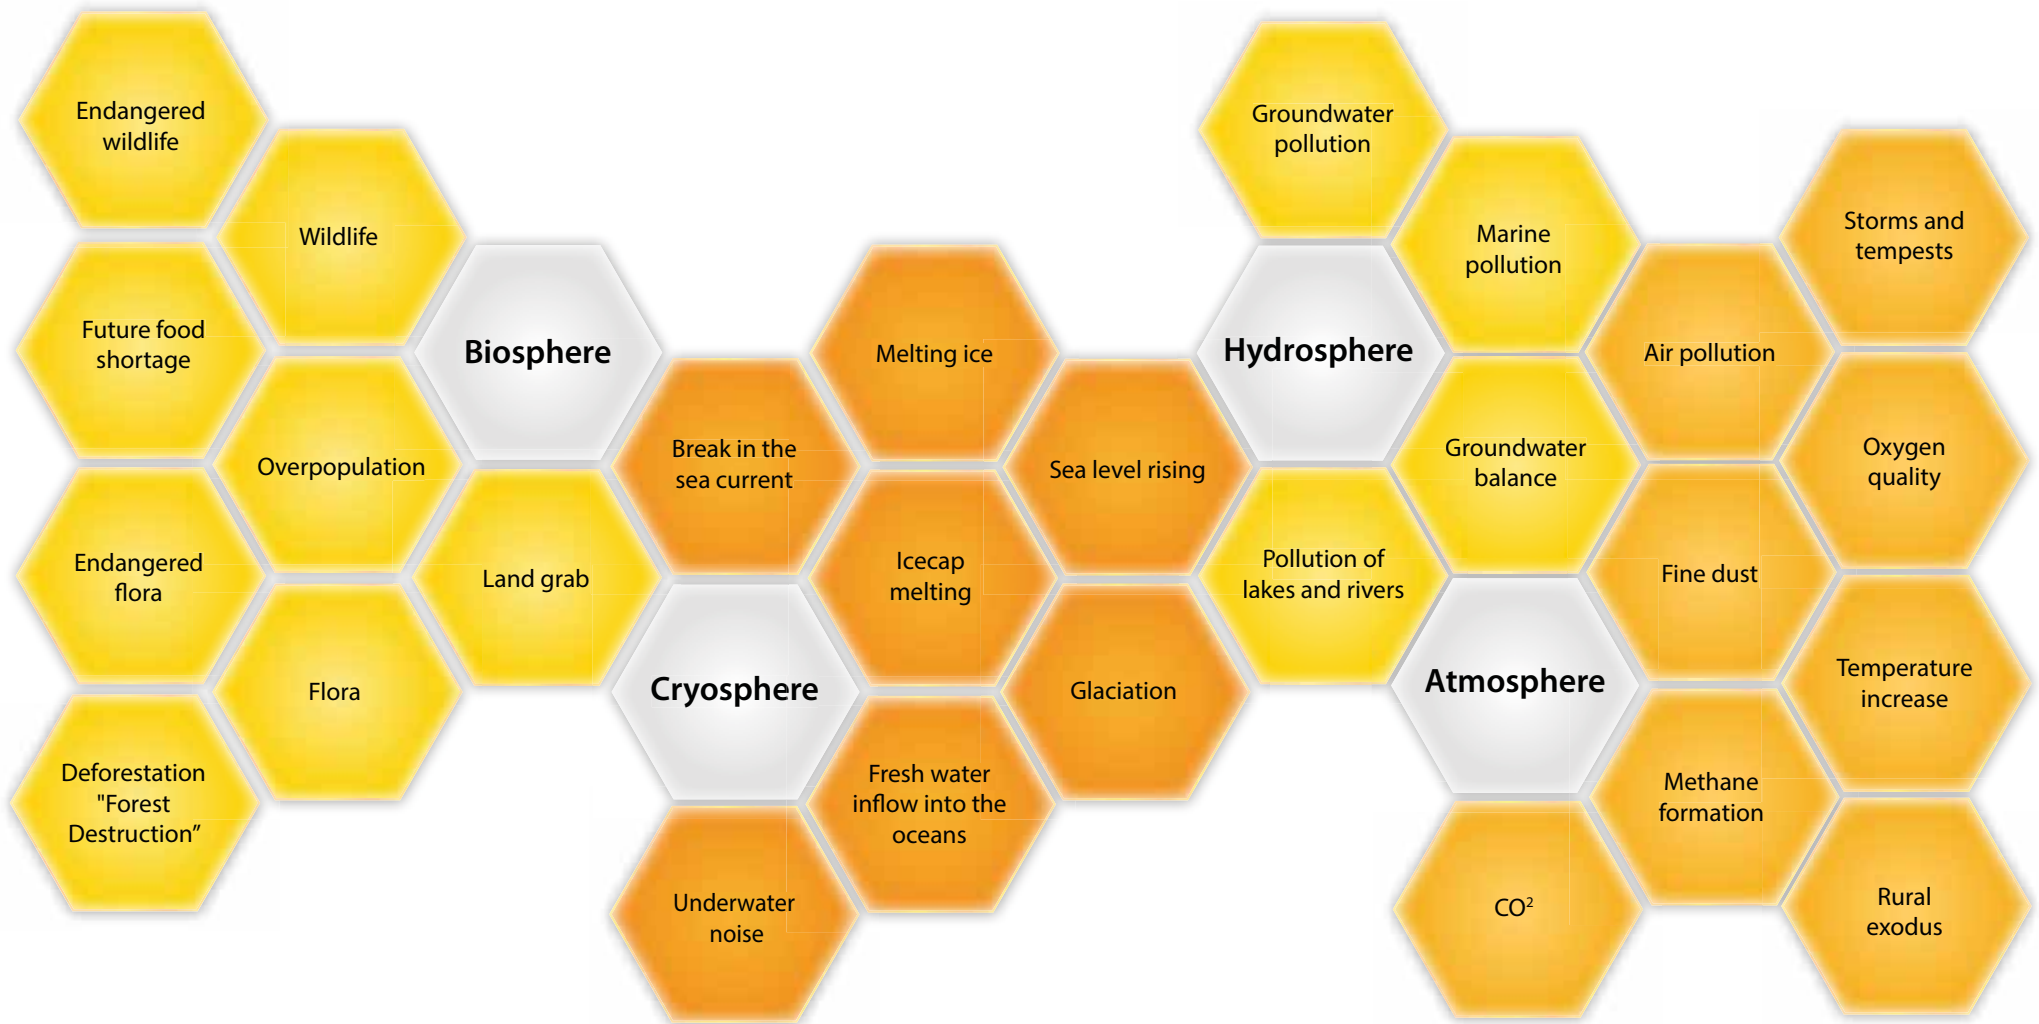 Endangered
wildlife
Wildlife
Future food
shortage
Biosphere
Overpopulation
Endangered
flora
Land grab
Flora
Deforestation
"Forest
Destruction”
Break in the
sea current
Melting ice
Sea level rising
Icecap
melting
Cryosphere
Glaciation
Fresh water
inflow into the
oceans
Underwater
noise
Groundwater
pollution
Marine
pollution
Hydrosphere
Groundwater
balance
Pollution of
lakes and rivers
Storms and
tempests
Air pollution
Oxygen
quality
Fine dust
Atmosphere
Temperature
increase
Methane
formation
CO²
Rural
exodus